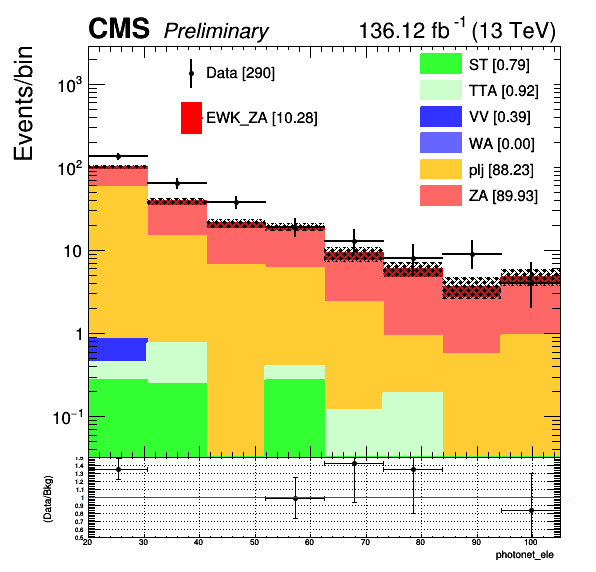 CMS Preliminary 136.12 fb⁻¹ (13 TeV)
Events/bin
Data [290]
EWK_ZA [10.28]
ST [0.79]
TTA [0.92]
VV [0.39]
WA [0.00]
plj [88.23]
ZA [89.93]
10³
10²
10
1
10⁻¹
(Data/Bkg)
1.5
1.4
1.3
1.2
1.1
1
0.9
0.8
0.7
0.6
0.5
20 30 40 50 60 70 80 90 100
photonet_ele